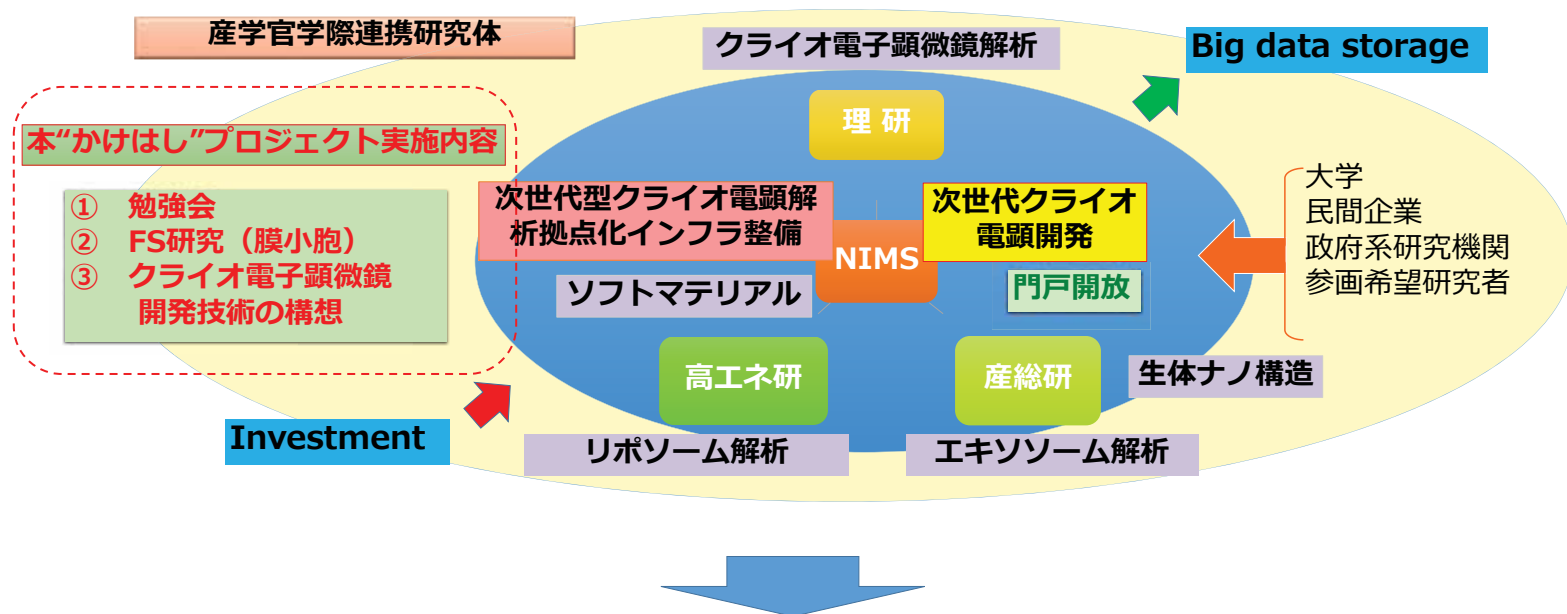 産学官学際連携研究体
クライオ電子顕微鏡解析
Big data storage
理 研
本“かけはし”プロジェクト実施内容
① 勉強会
② FS研究（膜小胞）
③ クライオ電子顕微鏡
開発技術の構想
次世代型クライオ電顕解
析拠点化インフラ整備
次世代クライオ
電顕開発
NIMS
門戸開放
ソフトマテリアル
大学
民間企業
政府系研究機関
参画希望研究者
高エネ研
産総研
生体ナノ構造
Investment
リポソーム解析
エキソソーム解析